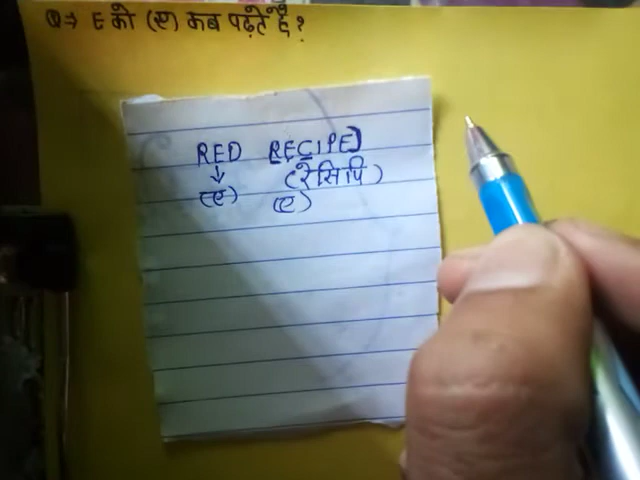 Q⇒ E को (ए) कब पढ़ते है?
RED RECIPE)
↓ (रेसिपि)
(ए) (ए)